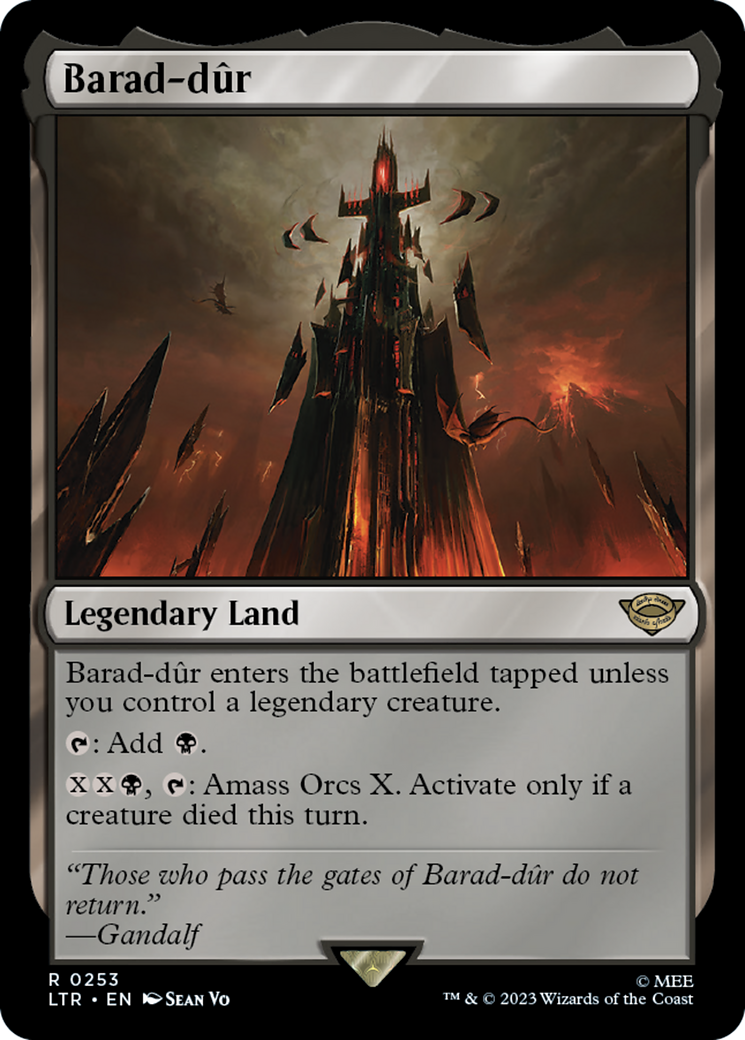 Barad-dûr
Legendary Land
Barad-dûr enters the battlefield tapped unless
you control a legendary creature.
: Add .
XX, : Amass Orcs X. Activate only if a
creature died this turn.
“Those who pass the gates of Barad-dûr do not
return.”
—Gandalf
R 0253
LTR • EN Sean Vo
© MEE
™ & © 2023 Wizards of the Coast